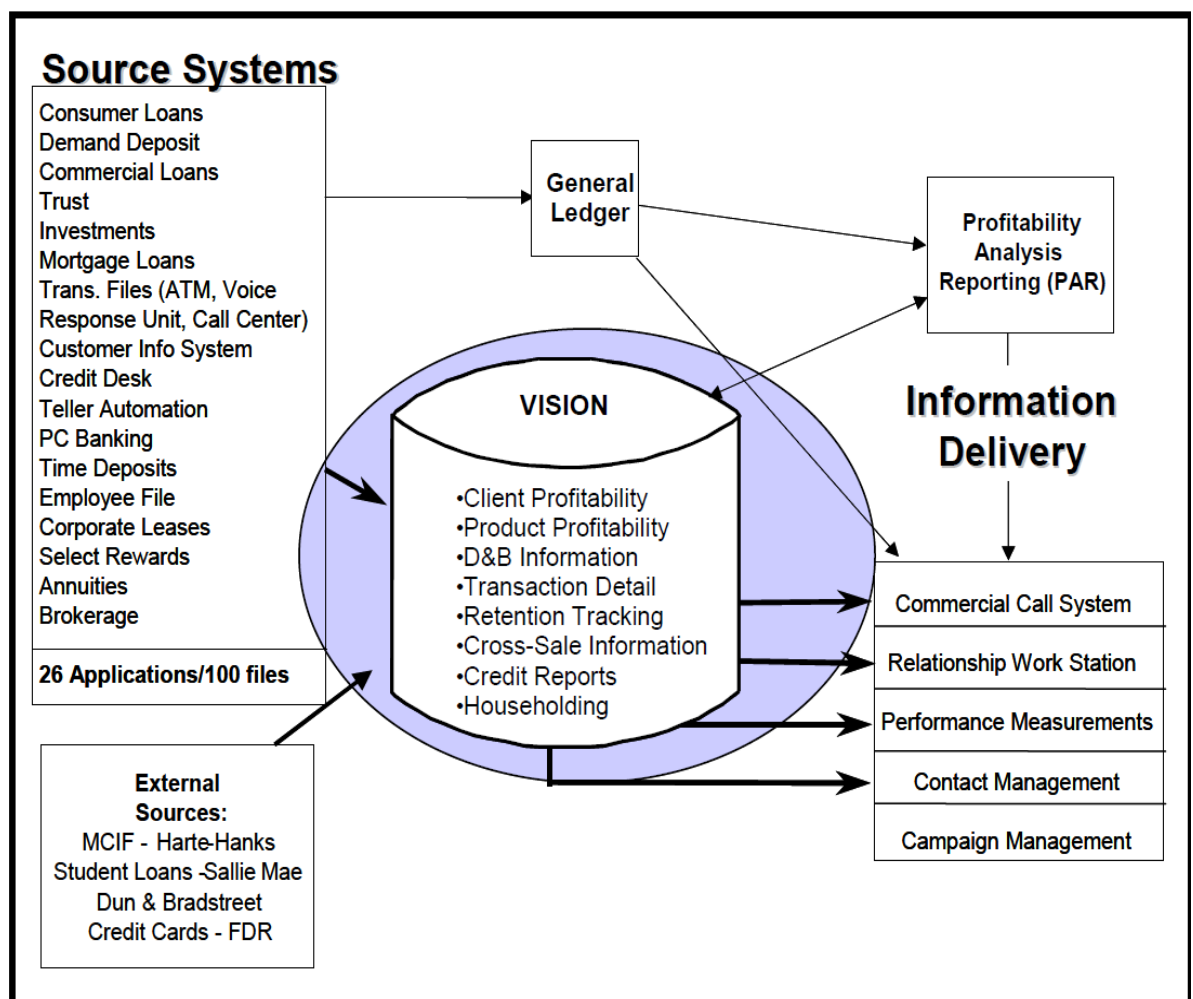 Source Systems
Consumer Loans
Demand Deposit
Commercial Loans
Trust
Investments
Mortgage Loans
Trans. Files (ATM, Voice
Response Unit, Call Center)
Customer Info System
Credit Desk
Teller Automation
PC Banking
Time Deposits
Employee File
Corporate Leases
Select Rewards
Annuities
Brokerage
26 Applications/100 files
External
Sources:
MCIF - Harte-Hanks
Student Loans -Sallie Mae
Dun & Bradstreet
Credit Cards - FDR
General
Ledger
Profitability
Analysis
Reporting (PAR)
VISION
•Client Profitability
•Product Profitability
•D&B Information
•Transaction Detail
•Retention Tracking
•Cross-Sale Information
•Credit Reports
•Householding
Information
Delivery
Commercial Call System
Relationship Work Station
Performance Measurements
Contact Management
Campaign Management